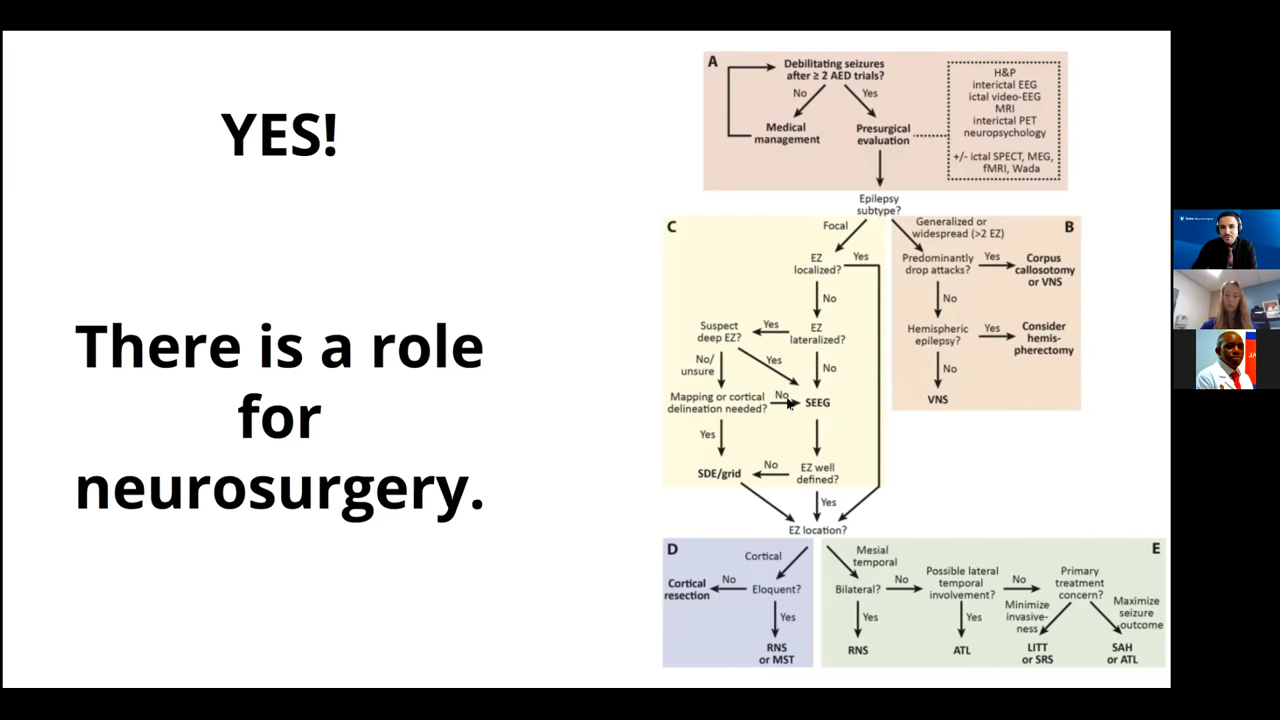 YES!
There is a role
for
neurosurgery.
A
Debilitating seizures
after ≥ 2 AED trials?
No
Yes
Medical
management
Presurgical
evaluation
H&P
interictal EEG
ictal video-EEG
MRI
interictal PET
neuropsychology
+/- ictal SPECT, MEG,
fMRI, Wada
Epilepsy
subtype?
C
Focal
EZ
localized?
Yes
No
Suspect
deep EZ?
Yes
EZ
lateralized?
No/
unsure
Yes
No
Mapping or cortical
delineation needed?
No
SEEG
Yes
SDE/grid
No
EZ well
defined?
Yes
B
Generalized or
widespread (>2 EZ)
Predominantly
drop attacks?
Yes
Corpus
callosotomy
or VNS
No
Hemispheric
epilepsy?
Yes
Consider
hemis-
pherectomy
No
VNS
EZ location?
D
Cortical
Cortical
resection
No
Eloquent?
Yes
RNS
or MST
E
Mesial
temporal
Bilateral?
No
Possible lateral
temporal
involvement?
No
Primary
treatment
concern?
Yes
RNS
Yes
ATL
Minimize
invasive-
ness
Maximize
seizure
outcome
LITT
or SRS
SAH
or ATL